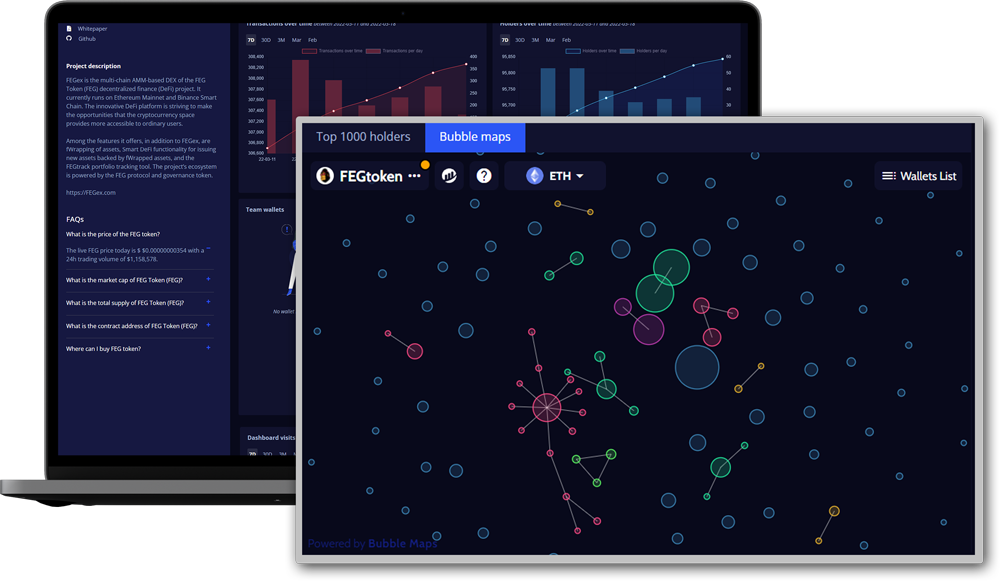 Whitepaper
Github
Project description
FEGex is the multi-chain AMM-based DEX of the FEG
Token (FEG) decentralized finance (DeFi) project. It
currently runs on Ethereum Mainnet and Binance Smart
Chain. The innovative DeFi platform is striving to make
the opportunities that the cryptocurrency space
provides more accessible to ordinary users.
Among the features it offers, in addition to FEGex, are
fWrapping of assets, Smart DeFi functionality for issuing
new assets backed by fWrapped assets, and the
FEGtrack portfolio tracking tool. The project's ecosystem
is powered by the FEG protocol and governance token.
https://FEGex.com
FAQs
What is the price of the FEG token?
The live FEG price today is $ $0.00000000354 with a
24h trading volume of $1,158,578.
What is the market cap of FEG Token (FEG)? +
What is the total supply of FEG Token (FEG)? +
What is the contract address of FEG Token (FEG)? +
Where can I buy FEG token? +
Transactions over time between 2022-03-11 and 2022-03-18
7D 30D 3M Mar Feb
Transactions over time Transactions per day
308,400
308,200
308,000
307,800
307,600
307,400
307,200
307,000
306,800
306,600
400
350
300
250
200
22-03-11
Holders over time between 2022-03-11 and 2022-03-18
7D 30D 3M Mar Feb
Holders over time Holders per day
95,850
95,800
95,750
95,700
60
50
40
30
Team wallets
No wallet
Dashboard visits
7D 30D 3M
Top 1000 holders
Bubble maps
FEGtoken •••
?
ETH
Wallets List
Powered by Bubble Maps